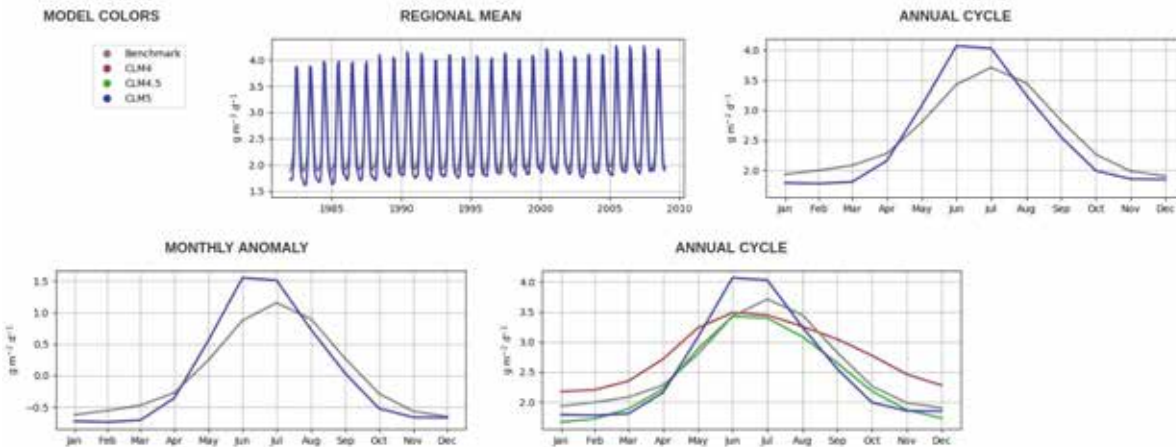 MODEL COLORS
Benchmark
CLM4
CLM4.5
CLM5
REGIONAL MEAN
g m⁻² d⁻¹
4.0
3.5
3.0
2.5
2.0
1.5
1985 1990 1995 2000 2005 2010
ANNUAL CYCLE
g m⁻² d⁻¹
4.0
3.5
3.0
2.5
2.0
Jan Feb Mar Apr May Jun Jul Aug Sep Oct Nov Dec
MONTHLY ANOMALY
g m⁻² d⁻¹
1.5
1.0
0.5
0.0
−0.5
Jan Feb Mar Apr May Jun Jul Aug Sep Oct Nov Dec
ANNUAL CYCLE
g m⁻² d⁻¹
4.0
3.5
3.0
2.5
2.0
Jan Feb Mar Apr May Jun Jul Aug Sep Oct Nov Dec